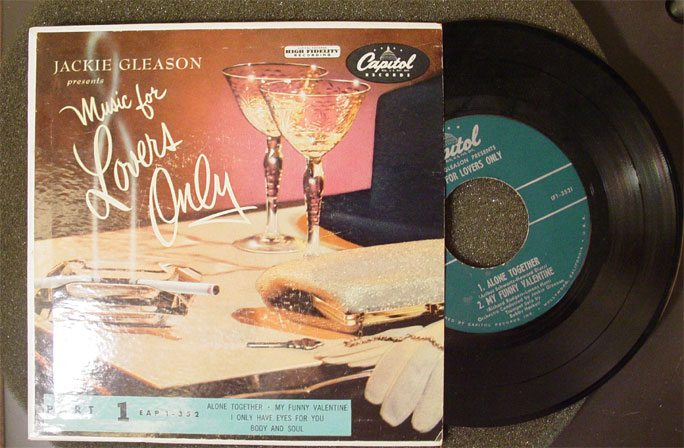 JACKIE GLEASON
presents
Music for
Lovers
Only
HIGH FIDELITY
RECORDING
Capitol
RECORDS
PART 1 EAP 1-352
ALONE TOGETHER • MY FUNNY VALENTINE
I ONLY HAVE EYES FOR YOU
BODY AND SOUL
pitol
GLEASON PRESENTS
FOR LOVERS ONLY
1. ALONE TOGETHER
2. MY FUNNY VALENTINE